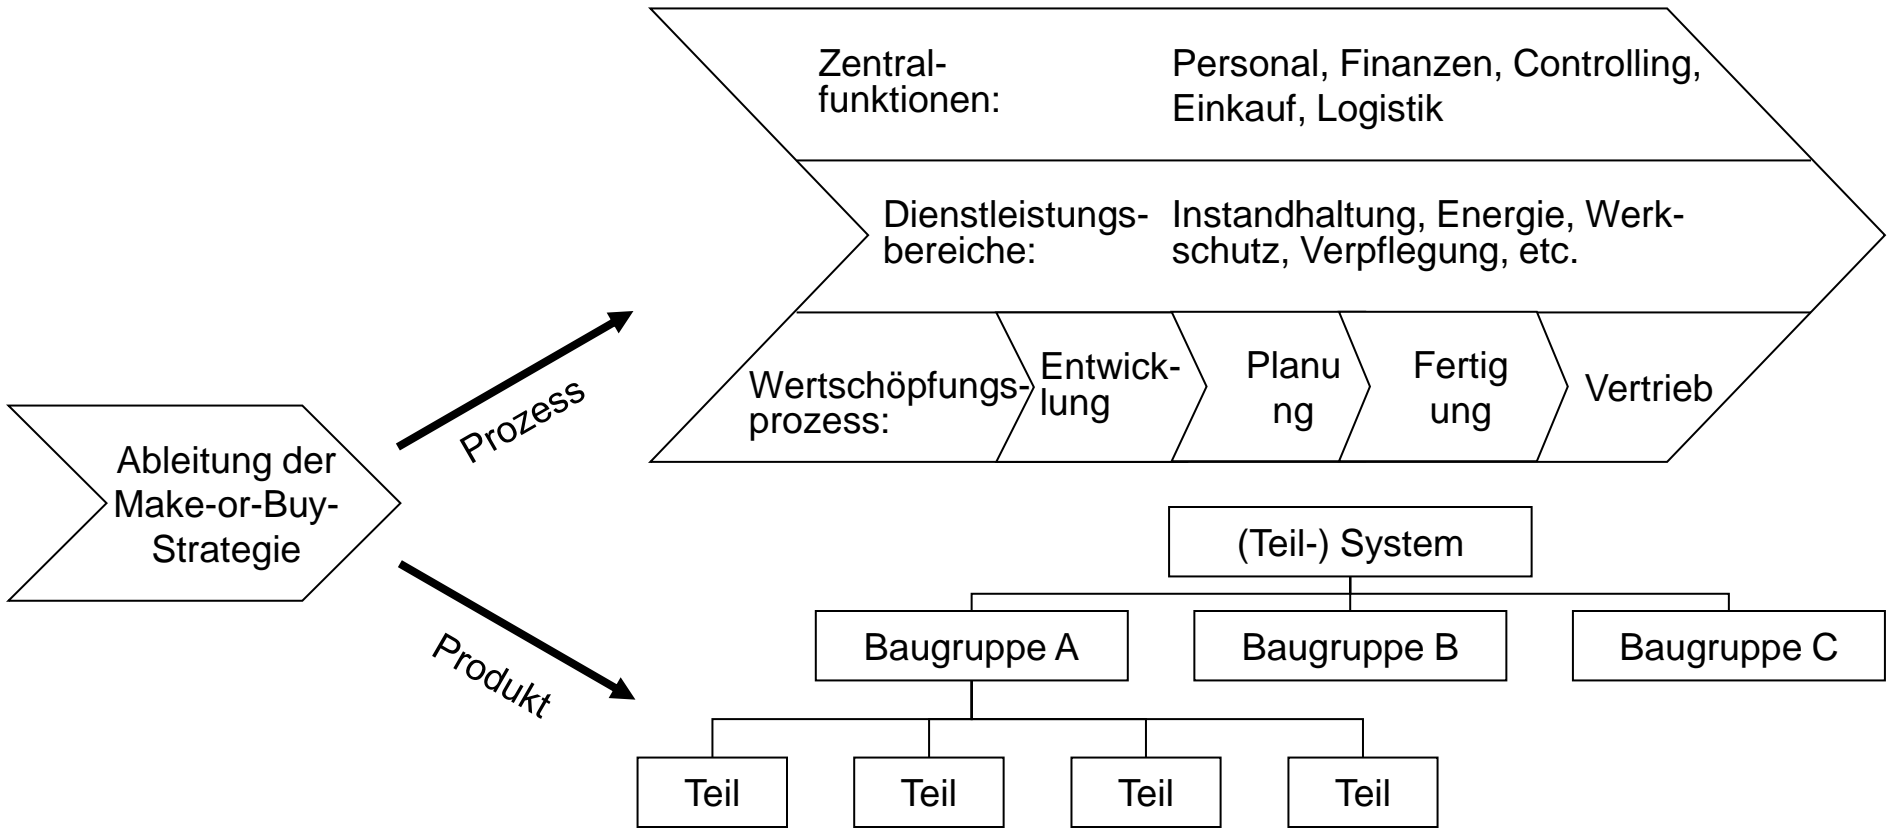 Zentral-
funktionen:
Personal, Finanzen, Controlling,
Einkauf, Logistik
Dienstleistungs-
bereiche:
Instandhaltung, Energie, Werk-
schutz, Verpflegung, etc.
Wertschöpfungs-
prozess:
Entwick-
lung
Planu
ng
Fertig
ung
Vertrieb
Prozess
Ableitung der
Make-or-Buy-
Strategie
Produkt
(Teil-) System
Baugruppe A
Baugruppe B
Baugruppe C
Teil
Teil
Teil
Teil